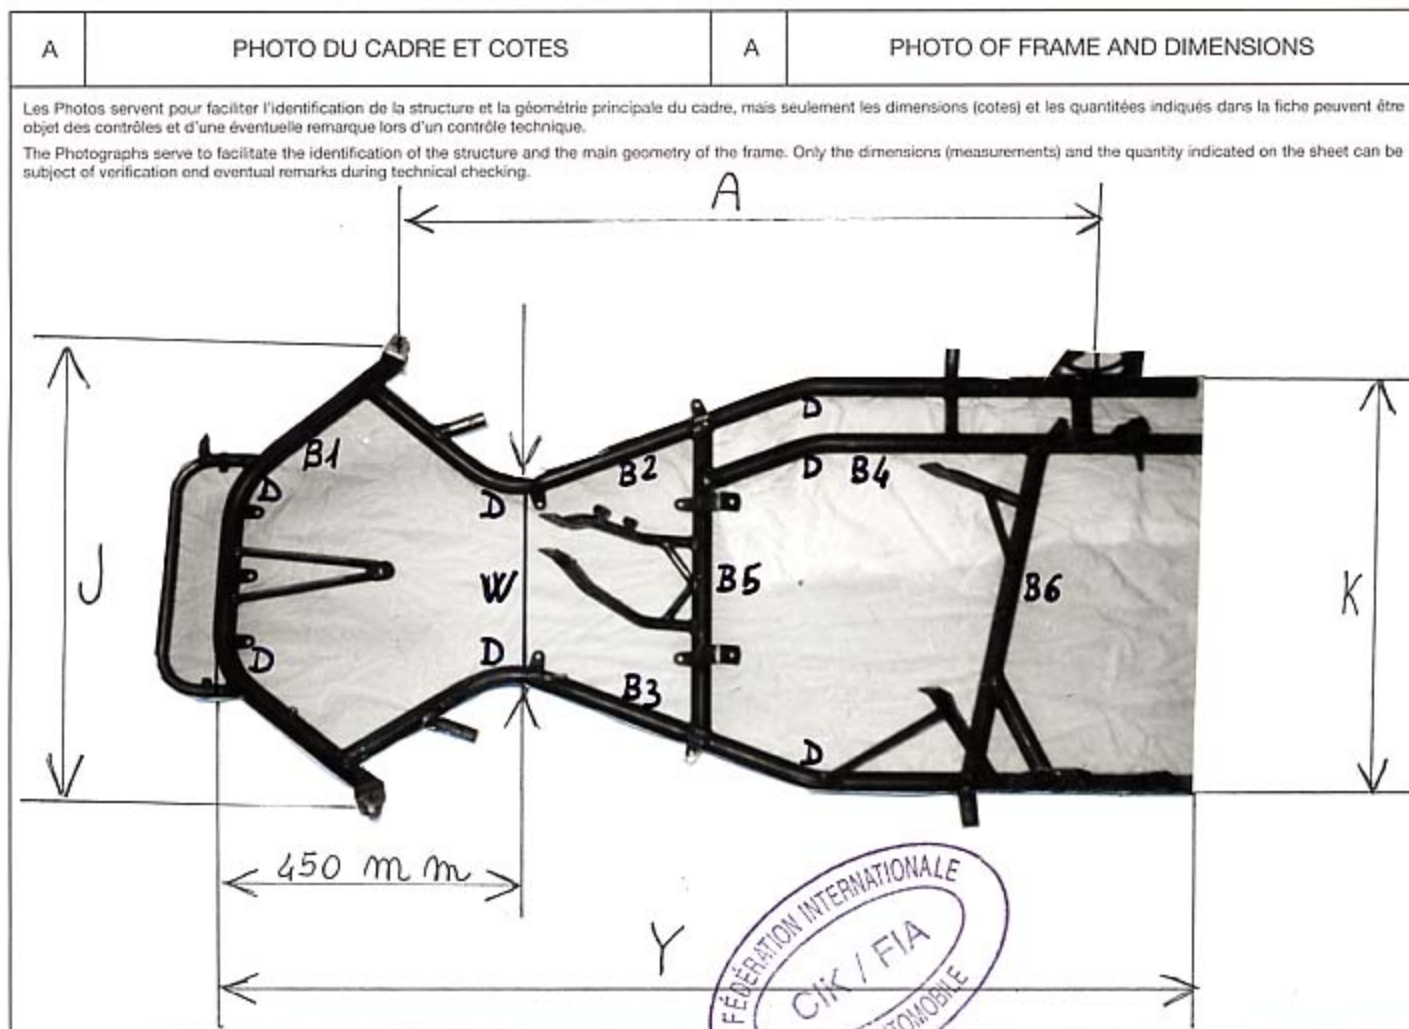 A PHOTO DU CADRE ET COTES A PHOTO OF FRAME AND DIMENSIONS
Les Photos servent pour faciliter l'identification de la structure et la géométrie principale du cadre, mais seulement les dimensions (cotes) et les quantitées indiqués dans la fiche peuvent être
objet des contrôles et d'une éventuelle remarque lors d'un contrôle technique.
The Photographs serve to facilitate the identification of the structure and the main geometry of the frame. Only the dimensions (measurements) and the quantity indicated on the sheet can be
subject of verification end eventual remarks during technical checking.
A
D
B1
B2
D
B4
D
D
J
W
B5
B6
K
D
D
B3
D
450 mm
Y
FÉDÉRATION INTERNATIONALE
CIK / FIA
AUTOMOBILE